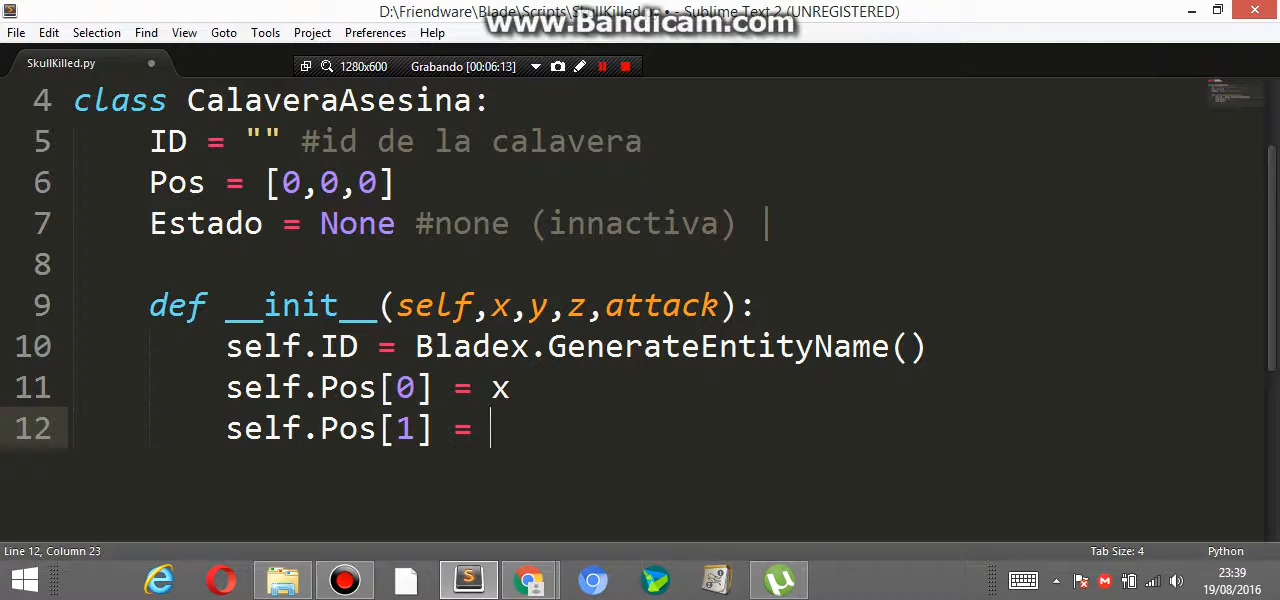 D:\Friendware\Blade\Scripts\SkullKilled.py • - Sublime Text 2 (UNREGISTERED)
www.Bandicam.com
File Edit Selection Find View Goto Tools Project Preferences Help
SkullKilled.py
1280x600 Grabando [00:06:13]
4 class CalaveraAsesina:
5 ID = "" #id de la calavera
6 Pos = [0,0,0]
7 Estado = None #none (innactiva) |
8
9 def __init__(self,x,y,z,attack):
10 self.ID = Bladex.GenerateEntityName()
11 self.Pos[0] = x
12 self.Pos[1] =
Line 12, Column 23 Tab Size: 4 Python
23:39
19/08/2016